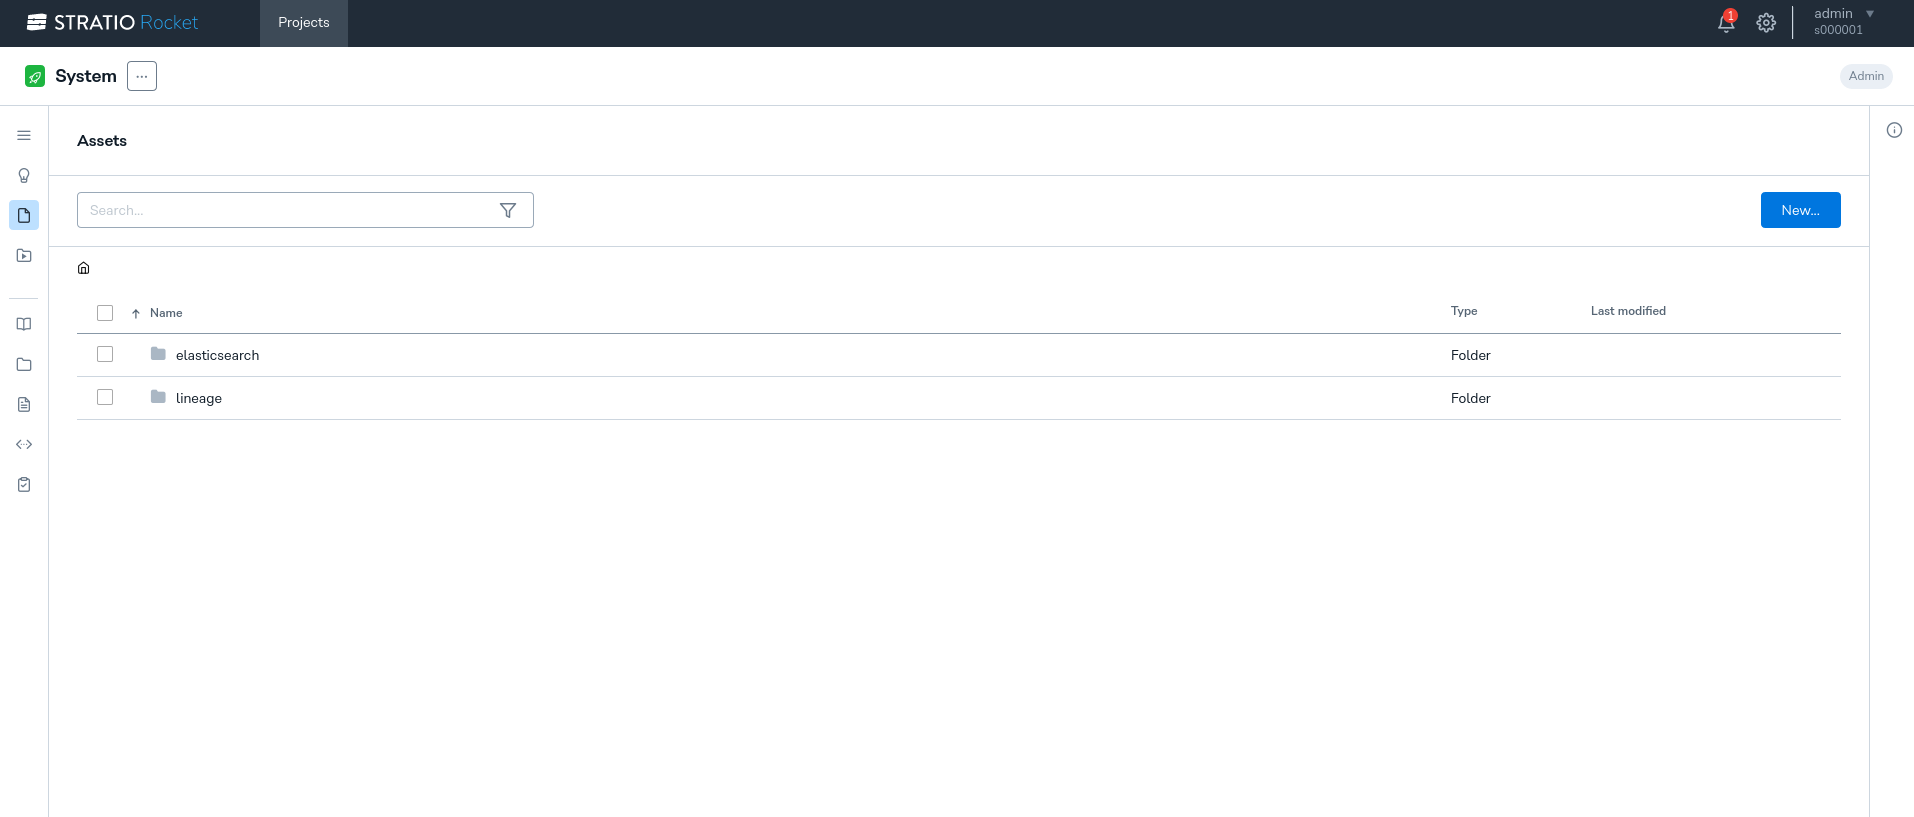 STRATIO Rocket
Projects
1
admin
s000001
System
Admin
Assets
Search...
New...
Name
Type
Last modified
elasticsearch
Folder
lineage
Folder